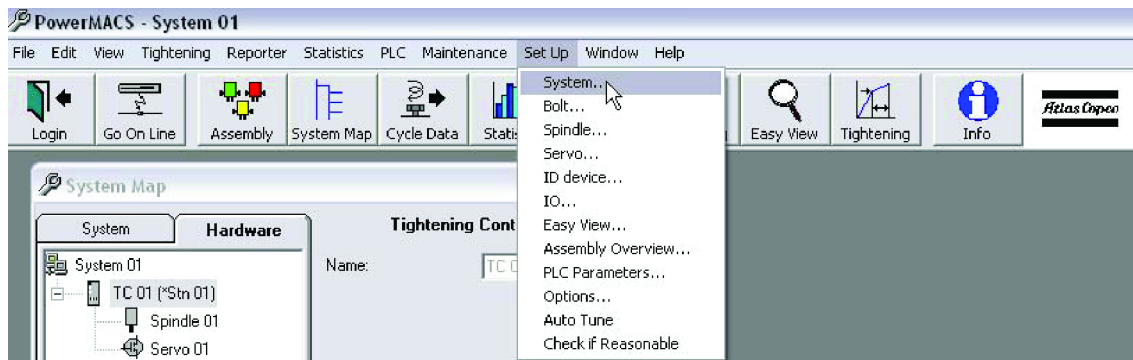 PowerMACS - System 01
File Edit View Tightening Reporter Statistics PLC Maintenance Set Up Window Help
Login Go On Line Assembly System Map Cycle Data Easy View Tightening Info
Atlas Copco
System...
Bolt...
Spindle...
Servo...
ID device...
IO...
Easy View...
Assembly Overview...
PLC Parameters...
Options...
Auto Tune
Check if Reasonable
System Map
System Hardware
System 01
TC 01 (*Stn 01)
Spindle 01
Servo 01
Tightening
Name: